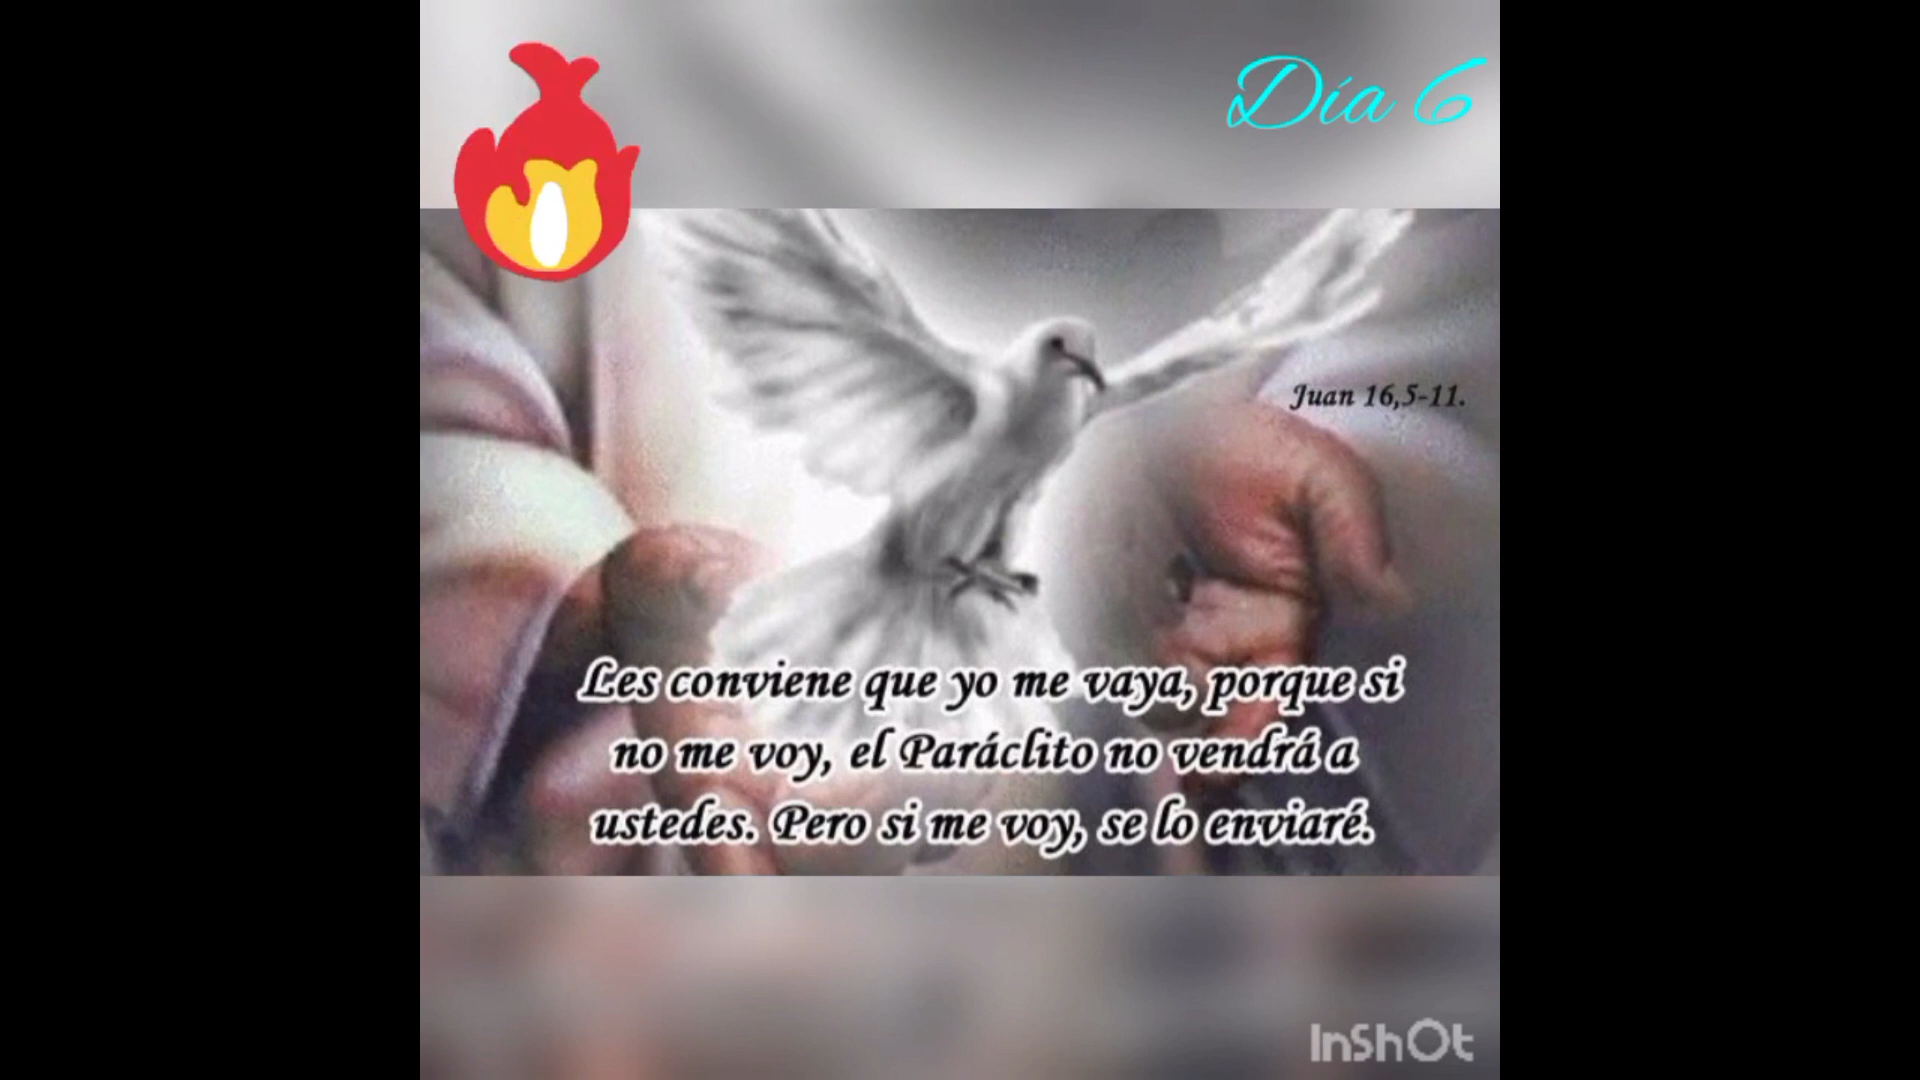 Día 6
Juan 16,5-11.
Les conviene que yo me vaya, porque si
no me voy, el Paráclito no vendrá a
ustedes. Pero si me voy, se lo enviaré.
InShOt